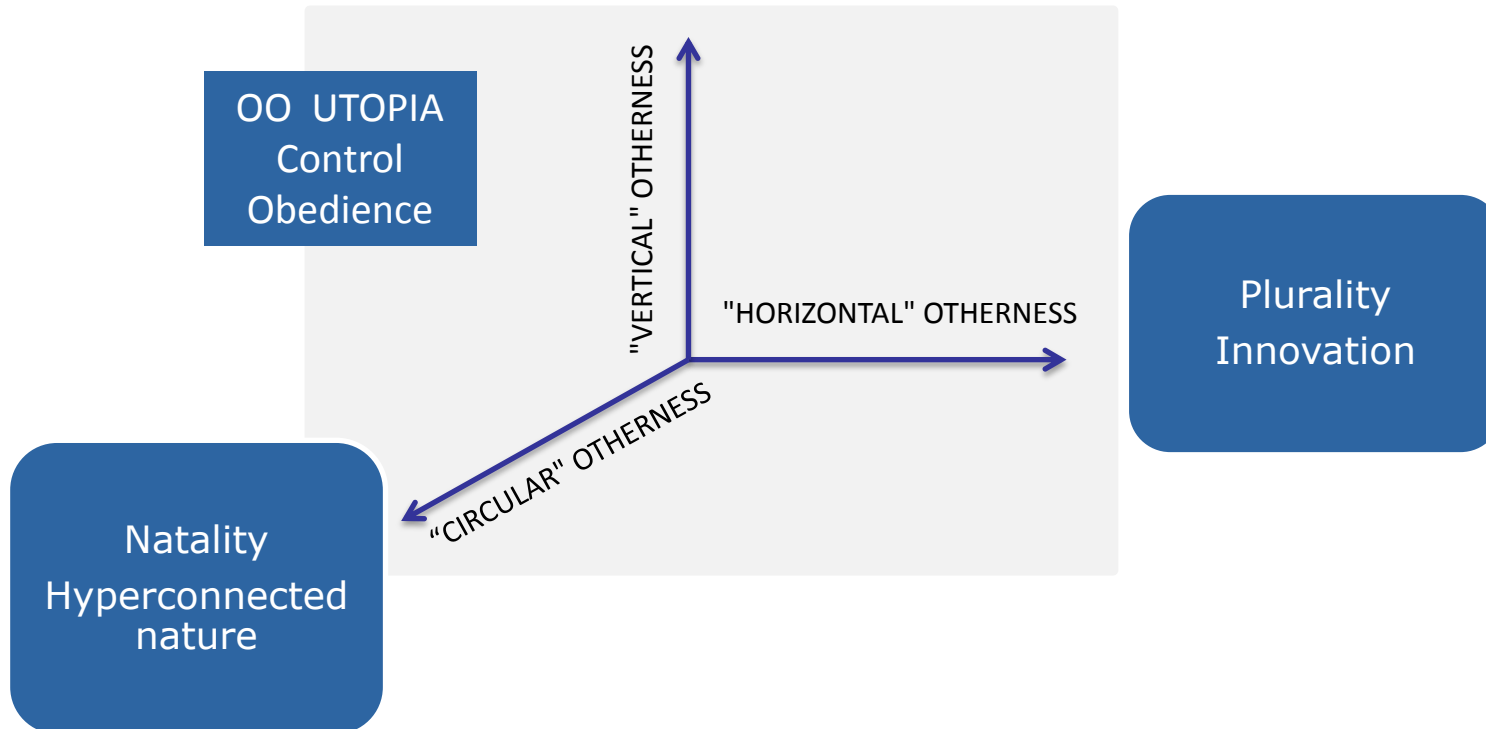 OO UTOPIA
Control
Obedience
"VERTICAL" OTHERNESS
"HORIZONTAL" OTHERNESS
Plurality
Innovation
“CIRCULAR" OTHERNESS
Natality
Hyperconnected
nature